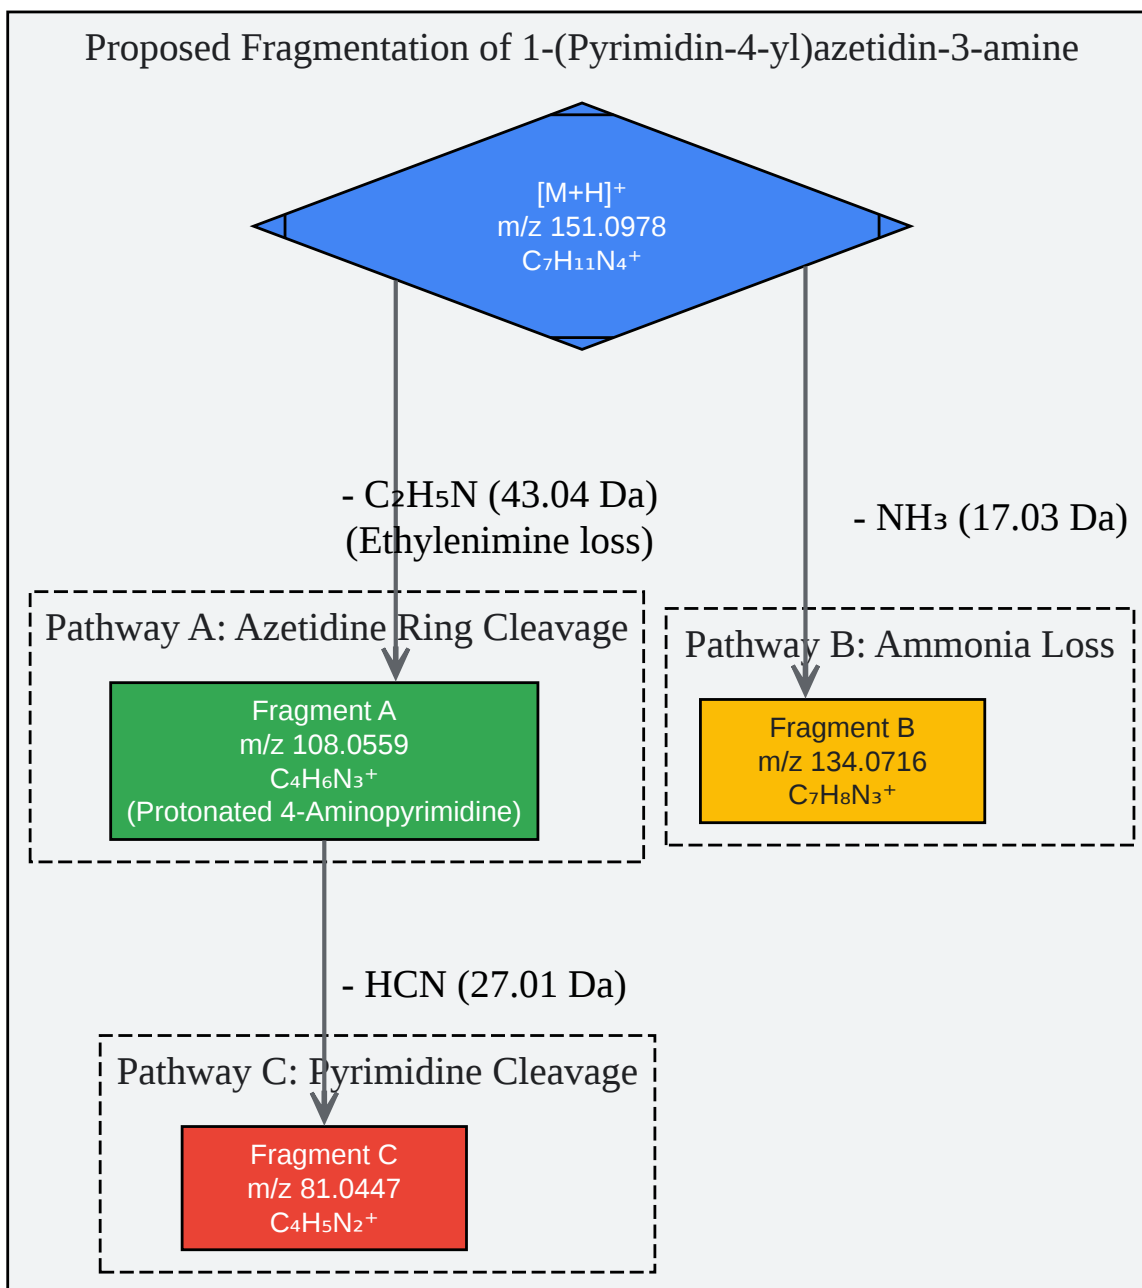 Proposed Fragmentation of 1-(Pyrimidin-4-yl)azetidin-3-amine
[M+H]⁺
m/z 151.0978
C₇H₁₁N₄⁺
- C₂H₅N (43.04 Da)
(Ethylenimine loss)
- NH₃ (17.03 Da)
Pathway A: Azetidine Ring Cleavage
Fragment A
m/z 108.0559
C₄H₆N₃⁺
(Protonated 4-Aminopyrimidine)
Pathway B: Ammonia Loss
Fragment B
m/z 134.0716
C₇H₈N₃⁺
- HCN (27.01 Da)
Pathway C: Pyrimidine Cleavage
Fragment C
m/z 81.0447
C₄H₅N₂⁺